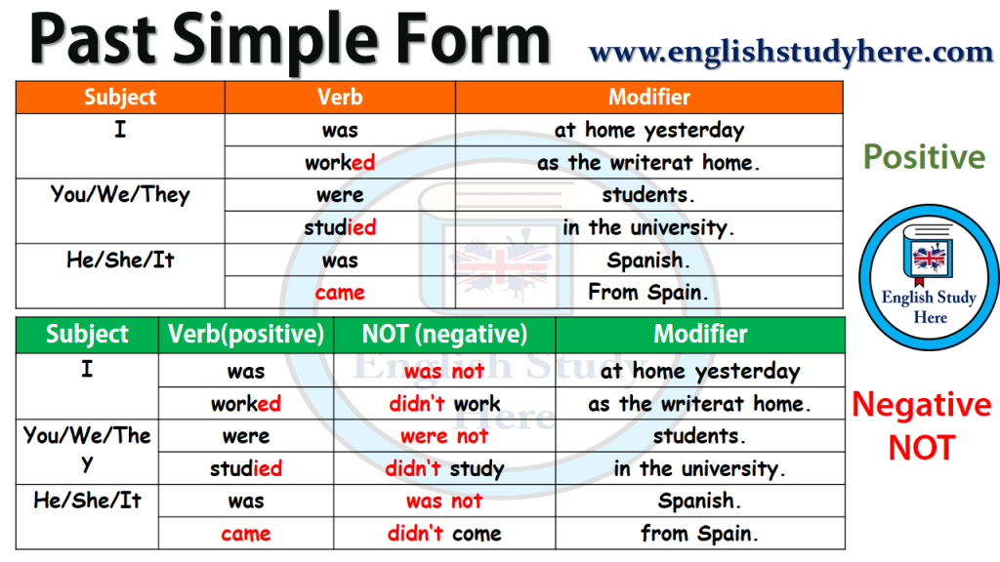 Past Simple Form
www.englishstudyhere.com
Subject Verb Modifier
I was at home yesterday
worked as the writerat home.
You/We/They were students.
studied in the university.
He/She/It was Spanish.
came From Spain.
Positive
English Study
Here
Subject Verb(positive) NOT (negative) Modifier
I was was not at home yesterday
worked didn't work as the writerat home.
You/We/The
y were were not students.
studied didn't study in the university.
He/She/It was was not Spanish.
came didn't come from Spain.
Negative
NOT
English Study
Here